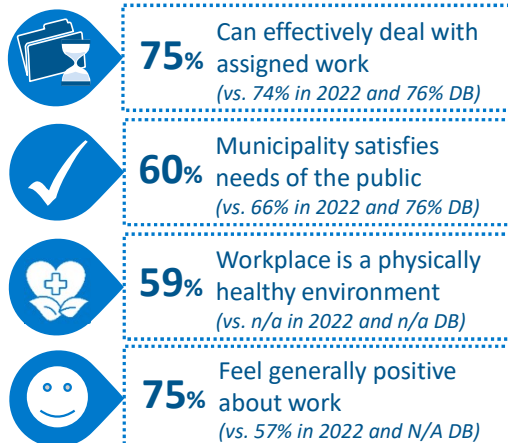 75% Can effectively deal with
assigned work
(vs. 74% in 2022 and 76% DB)
60% Municipality satisfies
needs of the public
(vs. 66% in 2022 and 76% DB)
59% Workplace is a physically
healthy environment
(vs. n/a in 2022 and n/a DB)
75% Feel generally positive
about work
(vs. 57% in 2022 and N/A DB)